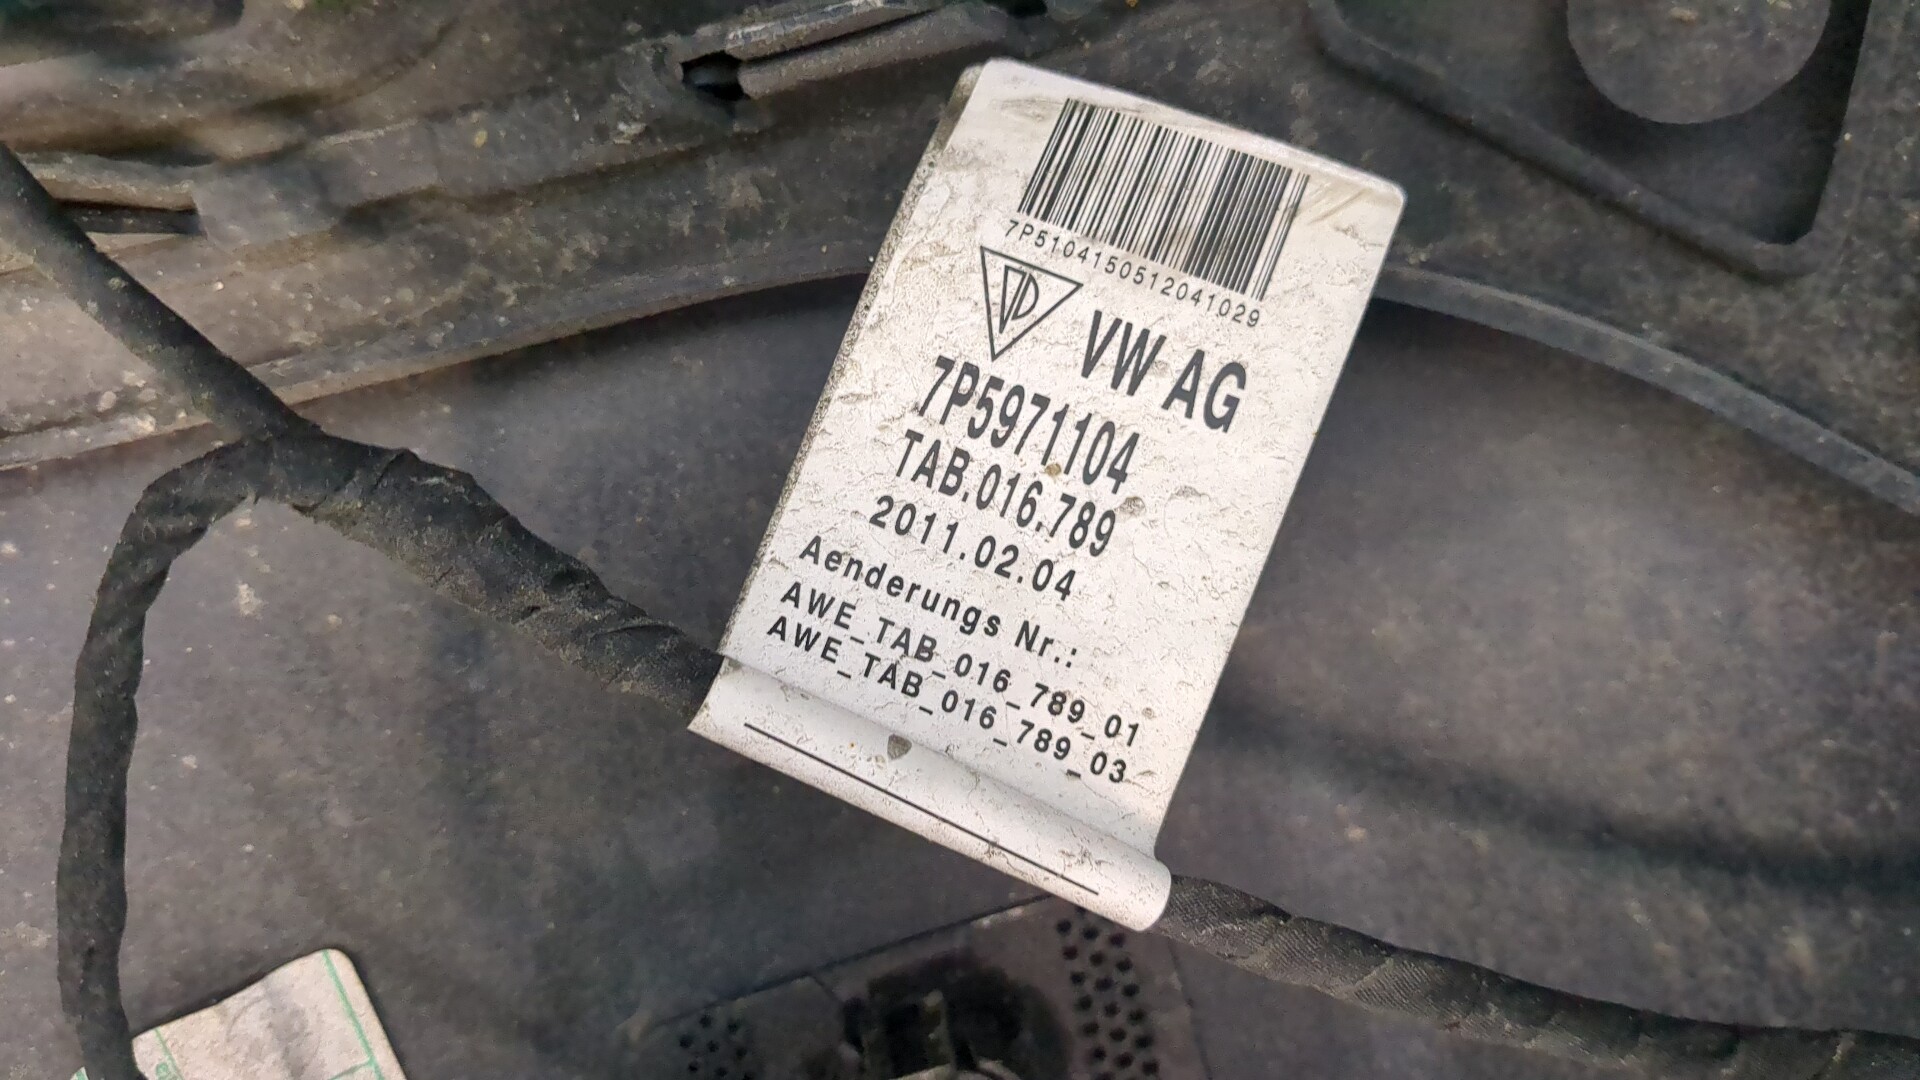 7P5104150512041029
VW AG
7P5971104
TAB.016.789
2011.02.04
Aenderungs Nr.:
AWE_TAB_016_789_01
AWE_TAB_016_789_03